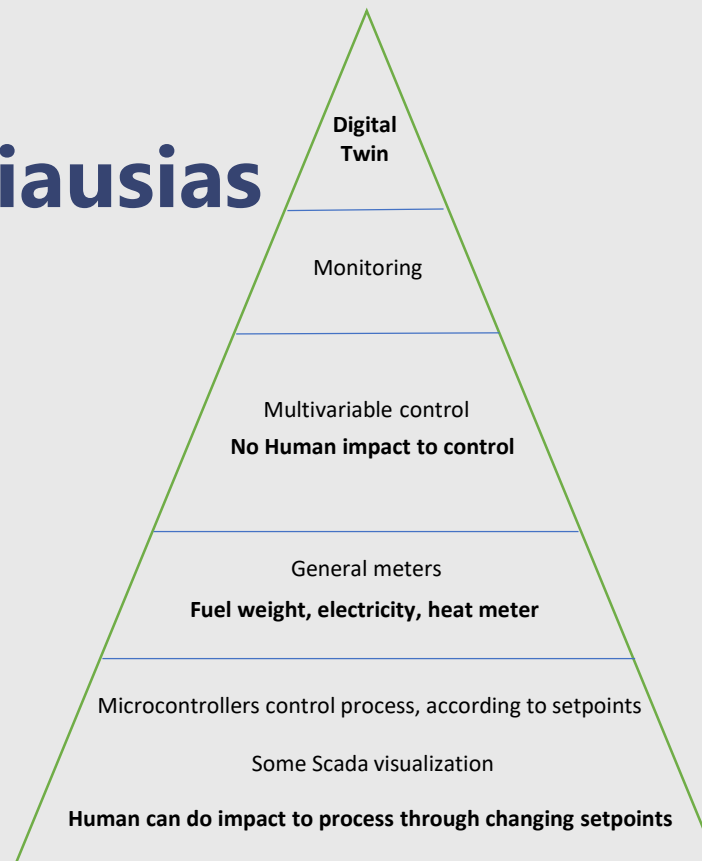 Digital
Twin
iausias
Monitoring
Multivariable control
No Human impact to control
General meters
Fuel weight, electricity, heat meter
Microcontrollers control process, according to setpoints
Some Scada visualization
Human can do impact to process through changing setpoints